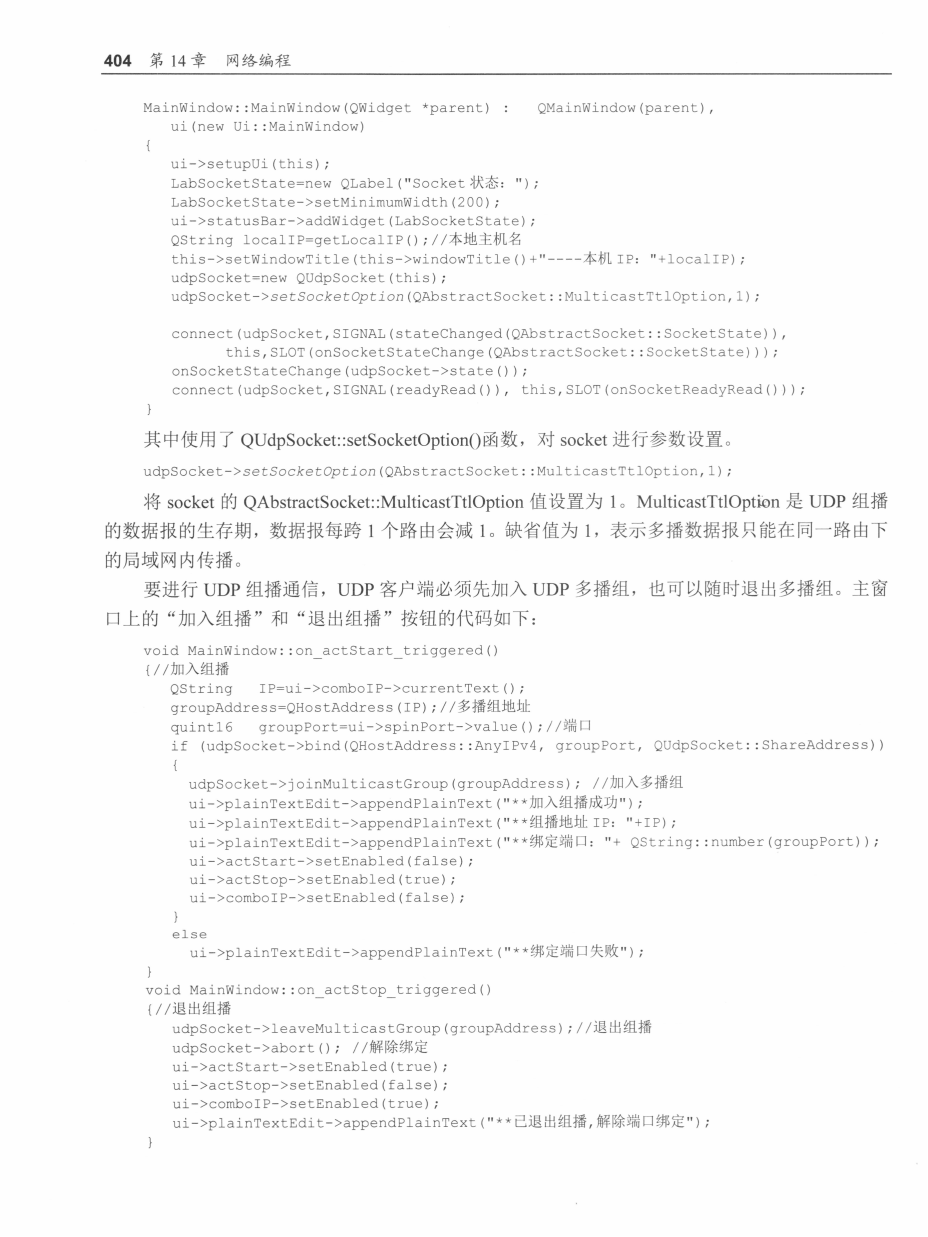 404 第 14 章 网络编程
MainWindow::MainWindow(QWidget *parent) :   QMainWindow(parent),
   ui(new Ui::MainWindow)
{
   ui->setupUi(this);
   LabSocketState=new QLabel("Socket 状态: ");
   LabSocketState->setMinimumWidth(200);
   ui->statusBar->addWidget(LabSocketState);
   QString localIP=getLocalIP();//本地主机名
   this->setWindowTitle(this->windowTitle()+"----本机 IP: "+localIP);
   udpSocket=new QUdpSocket(this);
   udpSocket->setSocketOption(QAbstractSocket::MulticastTtlOption,1);
   connect(udpSocket,SIGNAL(stateChanged(QAbstractSocket::SocketState)),
         this,SLOT(onSocketStateChange(QAbstractSocket::SocketState)));
   onSocketStateChange(udpSocket->state());
   connect(udpSocket,SIGNAL(readyRead()), this,SLOT(onSocketReadyRead()));
}
其中使用了 QUdpSocket::setSocketOption()函数，对 socket 进行参数设置。
udpSocket->setSocketOption(QAbstractSocket::MulticastTtlOption,1);
将 socket 的 QAbstractSocket::MulticastTtlOption 值设置为 1。MulticastTtlOption 是 UDP 组播
的数据报的生存期，数据报每跨 1 个路由会减 1。缺省值为 1，表示多播数据报只能在同一路由下
的局域网内传播。
要进行 UDP 组播通信，UDP 客户端必须先加入 UDP 多播组，也可以随时退出多播组。主窗
口上的“加入组播”和“退出组播”按钮的代码如下：
void MainWindow::on_actStart_triggered()
{//加入组播
   QString   IP=ui->comboIP->currentText();
   groupAddress=QHostAddress(IP);//多播组地址
   quint16   groupPort=ui->spinPort->value();//端口
   if (udpSocket->bind(QHostAddress::AnyIPv4, groupPort, QUdpSocket::ShareAddress))
   {
     udpSocket->joinMulticastGroup(groupAddress); //加入多播组
     ui->plainTextEdit->appendPlainText("**加入组播成功");
     ui->plainTextEdit->appendPlainText("**组播地址 IP: "+IP);
     ui->plainTextEdit->appendPlainText("**绑定端口: "+ QString::number(groupPort));
     ui->actStart->setEnabled(false);
     ui->actStop->setEnabled(true);
     ui->comboIP->setEnabled(false);
   }
   else
     ui->plainTextEdit->appendPlainText("**绑定端口失败");
}
void MainWindow::on_actStop_triggered()
{//退出组播
   udpSocket->leaveMulticastGroup(groupAddress);//退出组播
   udpSocket->abort(); //解除绑定
   ui->actStart->setEnabled(true);
   ui->actStop->setEnabled(false);
   ui->comboIP->setEnabled(true);
   ui->plainTextEdit->appendPlainText("**已退出组播,解除端口绑定");
}